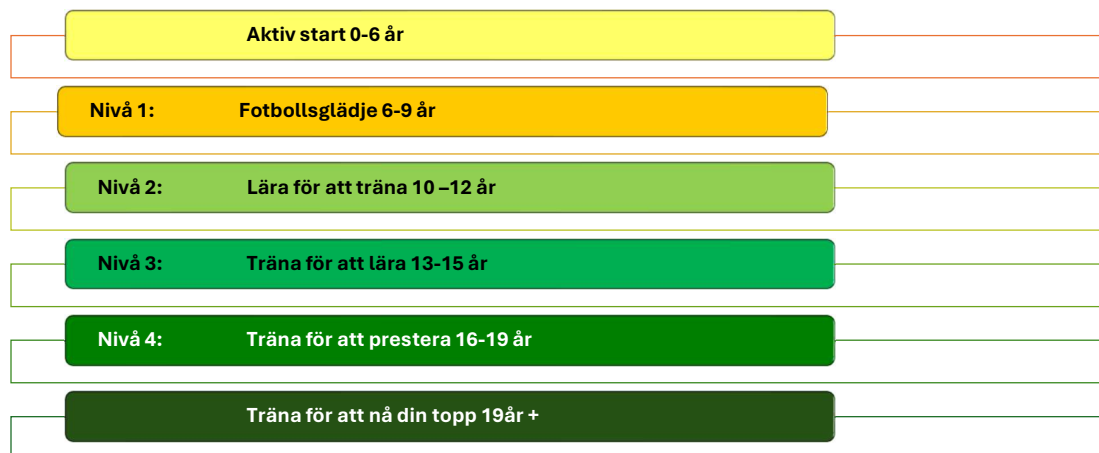 Aktiv start 0-6 år
Nivå 1: Fotbollsglädje 6-9 år
Nivå 2: Lära för att träna 10 –12 år
Nivå 3: Träna för att lära 13-15 år
Nivå 4: Träna för att prestera 16-19 år
Träna för att nå din topp 19år +